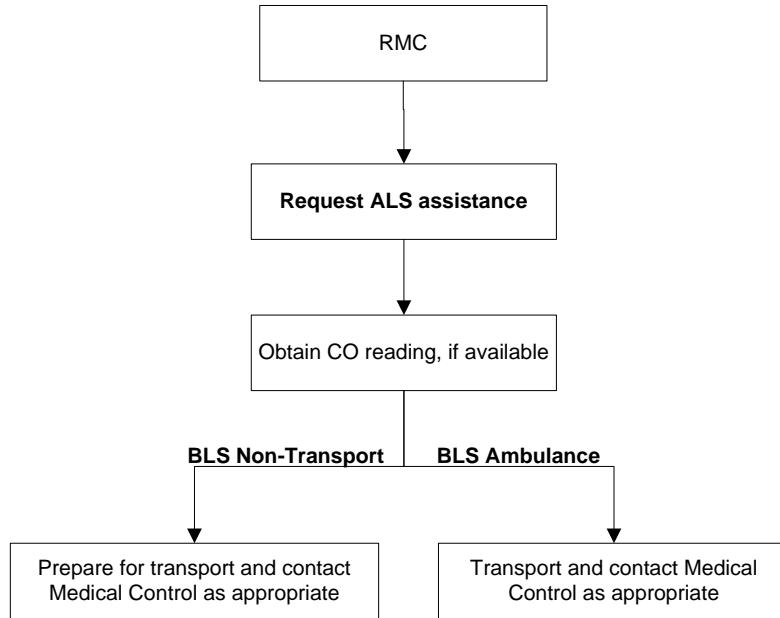 RMC
Request ALS assistance
Obtain CO reading, if available
BLS Non-Transport
BLS Ambulance
Prepare for transport and contact
Medical Control as appropriate
Transport and contact Medical
Control as appropriate